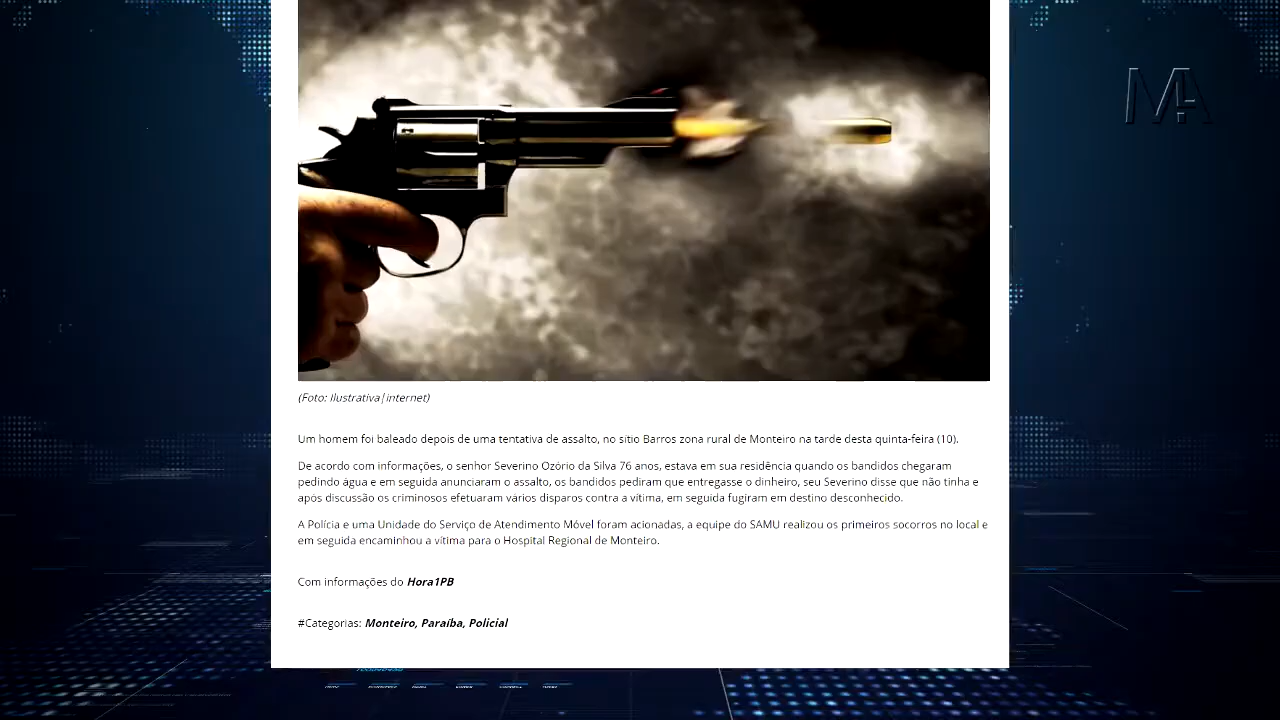 MA
(Foto: Ilustrativa|internet)
Um homem foi baleado depois de uma tentativa de assalto, no sítio Barros zona rural de Monteiro na tarde desta quinta-feira (10).
De acordo com informações, o senhor Severino Ozório da Silva 76 anos, estava em sua residência quando os bandidos chegaram
pedindo água e em seguida anunciaram o assalto, os bandidos pediram que entregasse o dinheiro, seu Severino disse que não tinha e
após discussão os criminosos efetuaram vários disparos contra a vítima, em seguida fugiram em destino desconhecido.
A Polícia e uma Unidade do Serviço de Atendimento Móvel foram acionadas, a equipe do SAMU realizou os primeiros socorros no local e
em seguida encaminhou a vítima para o Hospital Regional de Monteiro.
Com informações do Hora1PB
#Categorias: Monteiro, Paraíba, Policial